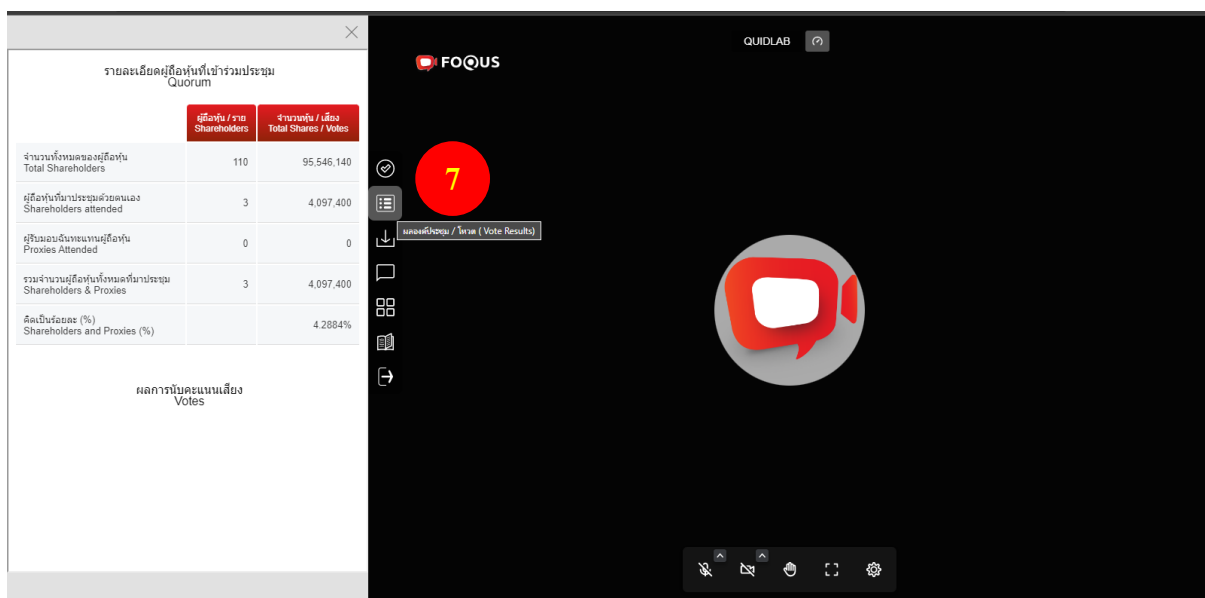 รายละเอียดผู้ถือหุ้นที่เข้าร่วมประชุม
Quorum
ผู้ถือหุ้น / ราย
Shareholders
จำนวนหุ้น / เสียง
Total Shares / Votes
จำนวนทั้งหมดของผู้ถือหุ้น
Total Shareholders
110
95,546,140
ผู้ถือหุ้นที่มาประชุมด้วยตนเอง
Shareholders attended
3
4,097,400
ผู้รับมอบฉันทะแทนผู้ถือหุ้น
Proxies Attended
0
0
รวมจำนวนผู้ถือหุ้นทั้งหมดที่มาประชุม
Shareholders & Proxies
3
4,097,400
คิดเป็นร้อยละ (%)
Shareholders and Proxies (%)
4.2884%
ผลการนับคะแนนเสียง
Votes
FOQUS
QUIDLAB
7
ผลองค์ประชุม / โหวต ( Vote Results)